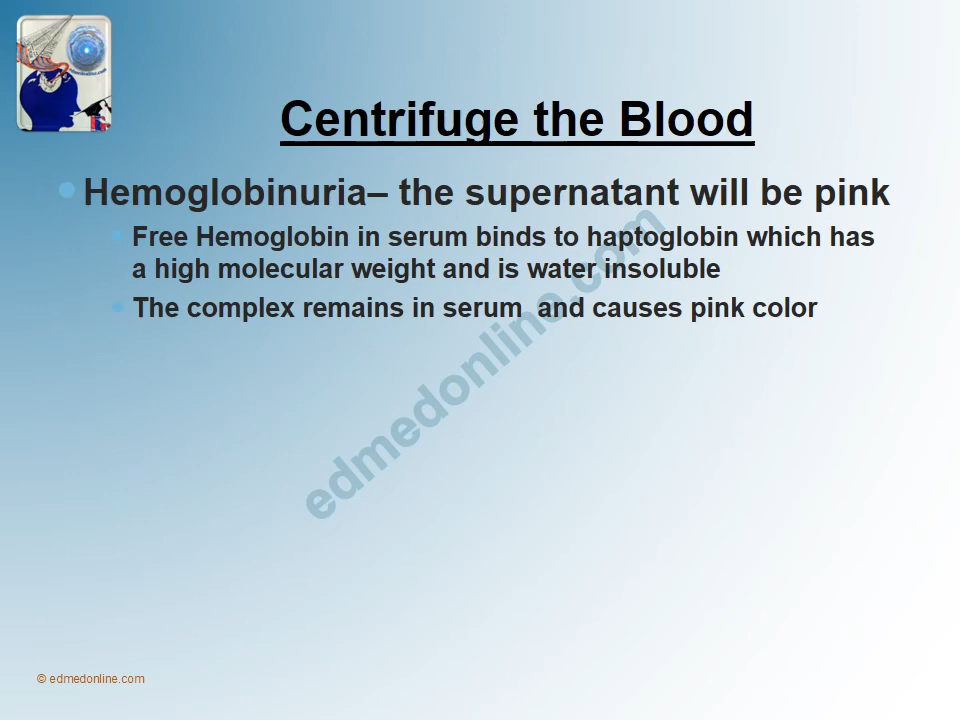 Centrifuge the Blood
Hemoglobinuria– the supernatant will be pink
Free Hemoglobin in serum binds to haptoglobin which has
a high molecular weight and is water insoluble
The complex remains in serum  and causes pink color
edmedonline.com
© edmedonline.com